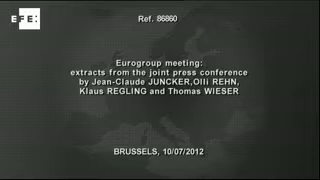 EFE:
Ref. 86860
Eurogroup meeting:
extracts from the joint press conference
by Jean-Claude JUNCKER,Olli REHN,
Klaus REGLING and Thomas WIESER
BRUSSELS, 10/07/2012